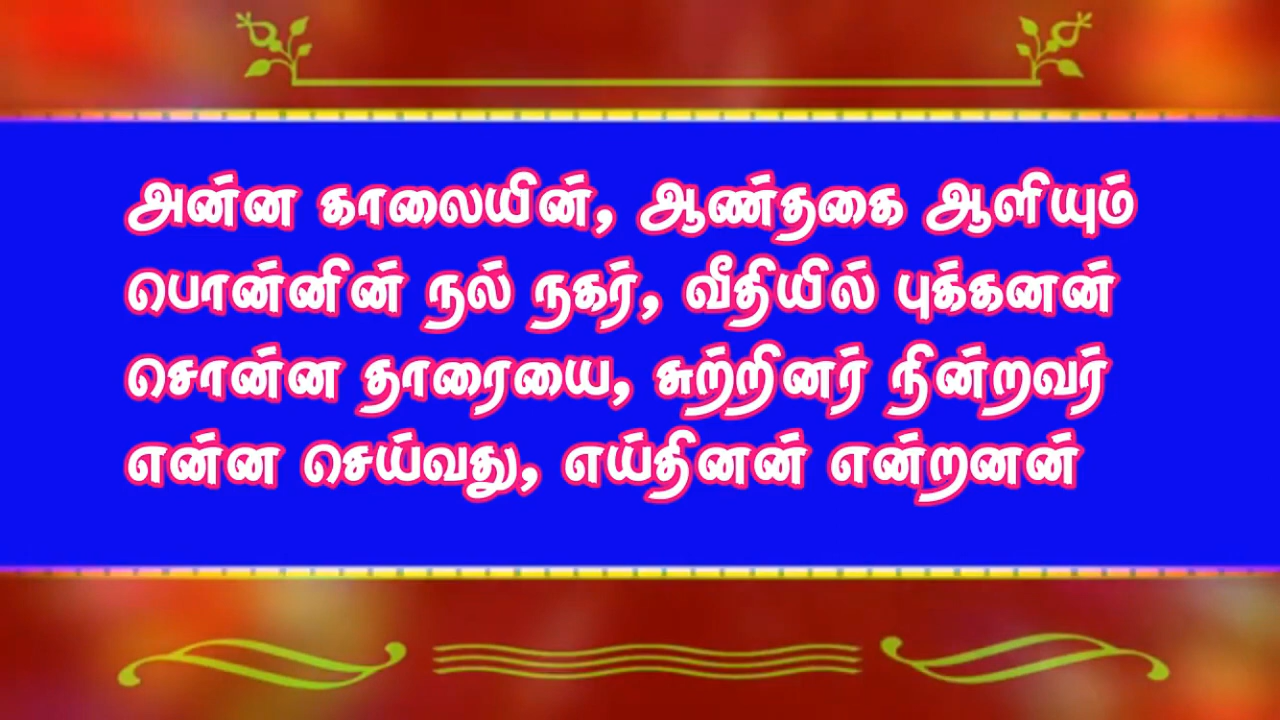 அன்ன காலையின், ஆண்தகை ஆளியும்
பொன்னின் நல் நகர், வீதியில் புக்கனன்
சொன்ன தாரையை, சுற்றினர் நின்றவர்
என்ன செய்வது, எய்தினன் என்றனன்